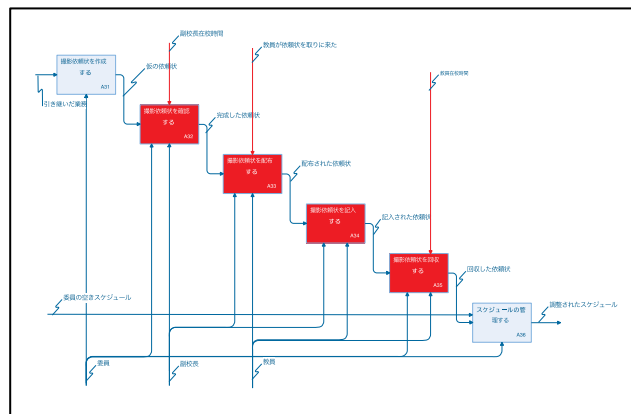 副校長在校時間
教員が依頼状を取りに来た
撮影依頼状を作成
する
A31
仮の依頼状
教員在校時間
引き継いだ業務
撮影依頼状を確認
する
A32
完成した依頼状
撮影依頼状を配布
する
A33
配布された依頼状
撮影依頼状を記入
する
A34
記入された依頼状
撮影依頼状を回収
する
A35
回収した依頼状
委員の空きスケジュール
スケジュールの管
理する
A36
調整されたスケジュール
委員
副校長
教員